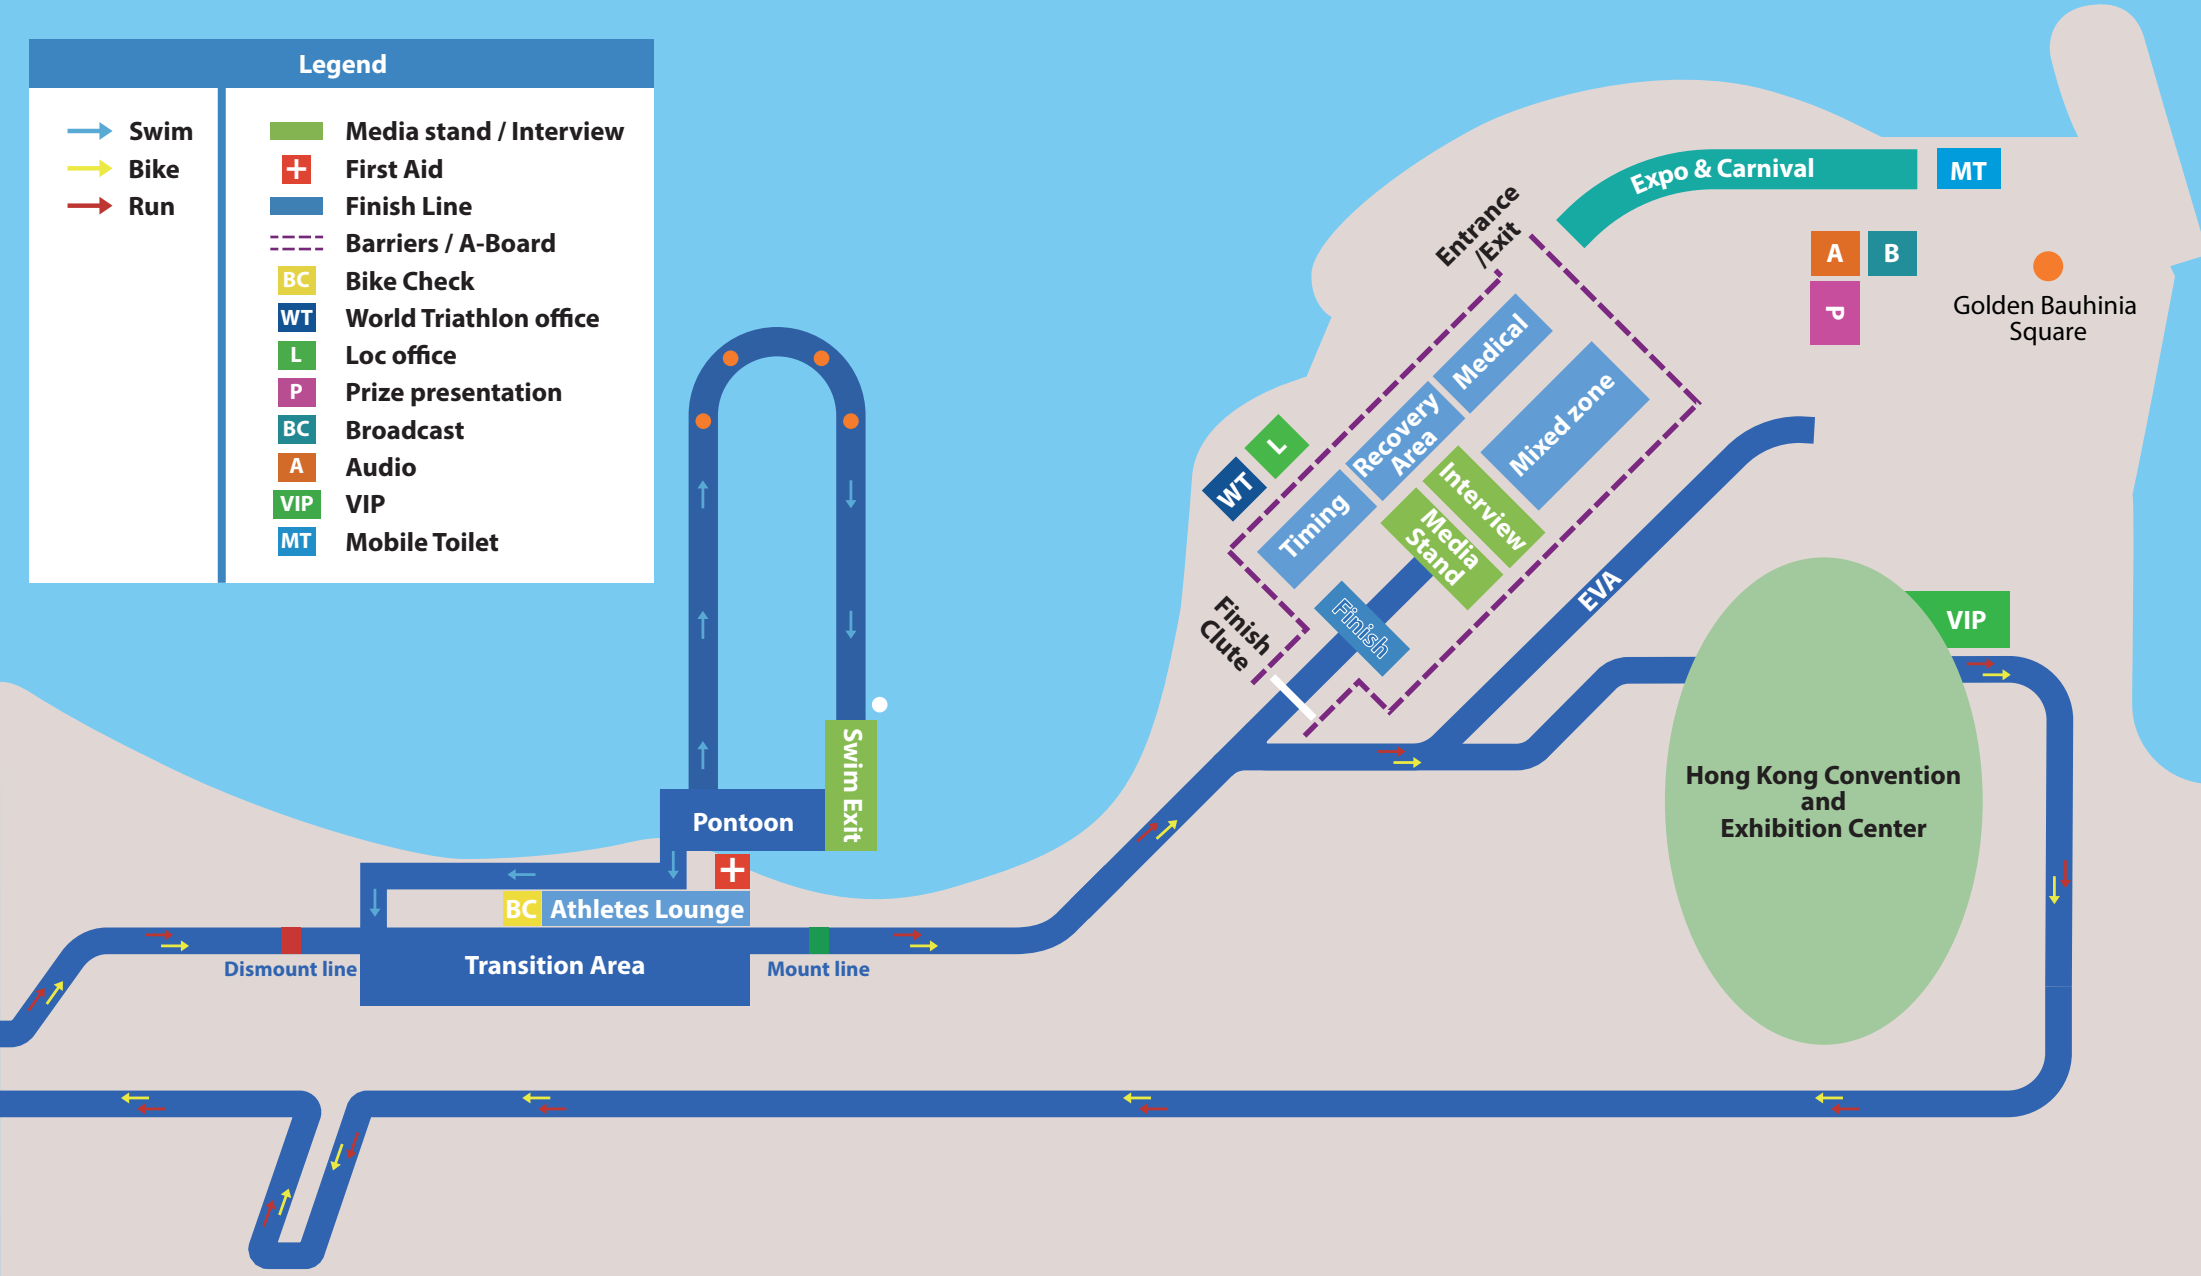 Legend
Swim
Bike
Run
Media stand / Interview
+ First Aid
Finish Line
Barriers / A-Board
BC Bike Check
WT World Triathlon office
L Loc office
P Prize presentation
BC Broadcast
A Audio
VIP VIP
MT Mobile Toilet
Expo & Carnival
MT
Entrance
/Exit
A
B
P
Golden Bauhinia
Square
Medical
Recovery
Area
Timing
Mixed zone
Interview
Media
Stand
L
WT
Finish
Finish
Clute
EVA
VIP
Hong Kong Convention
and
Exhibition Center
Swim Exit
Pontoon
+
BC Athletes Lounge
Dismount line
Transition Area
Mount line